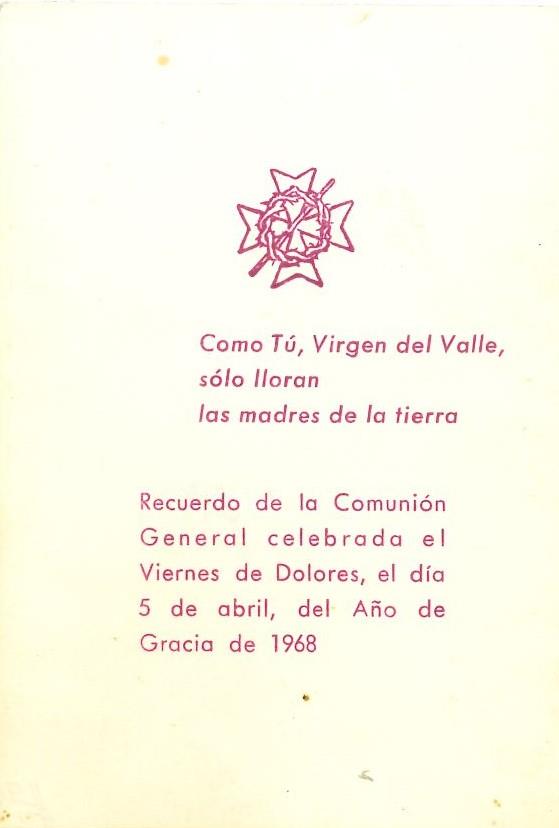 Como Tú, Virgen del Valle,
sólo lloran
las madres de la tierra
Recuerdo de la Comunión
General celebrada el
Viernes de Dolores, el día
5 de abril, del Año de
Gracia de 1968